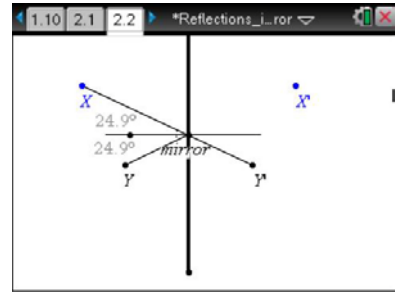 1.10 2.1 2.2 *Reflections_i...ror
X X'
24.9°
24.9°
mirror
Y Y'